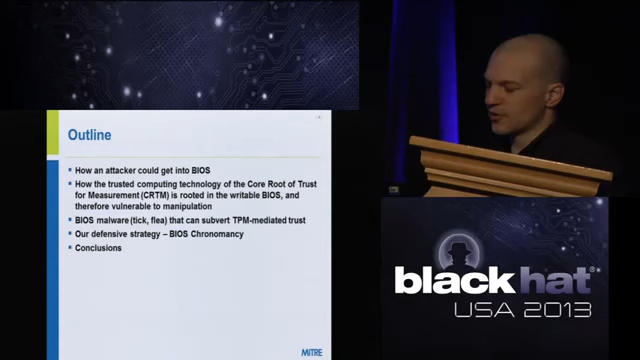 Outline
How an attacker could get into BIOS
How the trusted computing technology of the Core Root of Trust
for Measurement (CRTM) is rooted in the writable BIOS, and
therefore vulnerable to manipulation
BIOS malware (tick, flea) that can subvert TPM-mediated trust
Our defensive strategy – BIOS Chronomancy
Conclusions
MITRE
black hat®
USA 2013